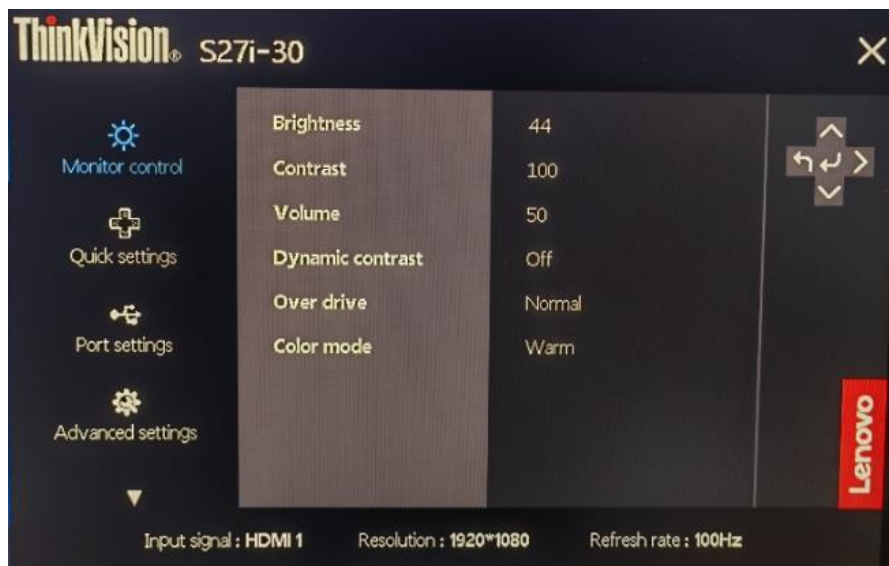 ThinkVision® S27i-30
Monitor control
Quick settings
Port settings
Advanced settings
Brightness 44
Contrast 100
Volume 50
Dynamic contrast Off
Over drive Normal
Color mode Warm
Lenovo
Input signal : HDMI 1 Resolution : 1920*1080 Refresh rate : 100Hz